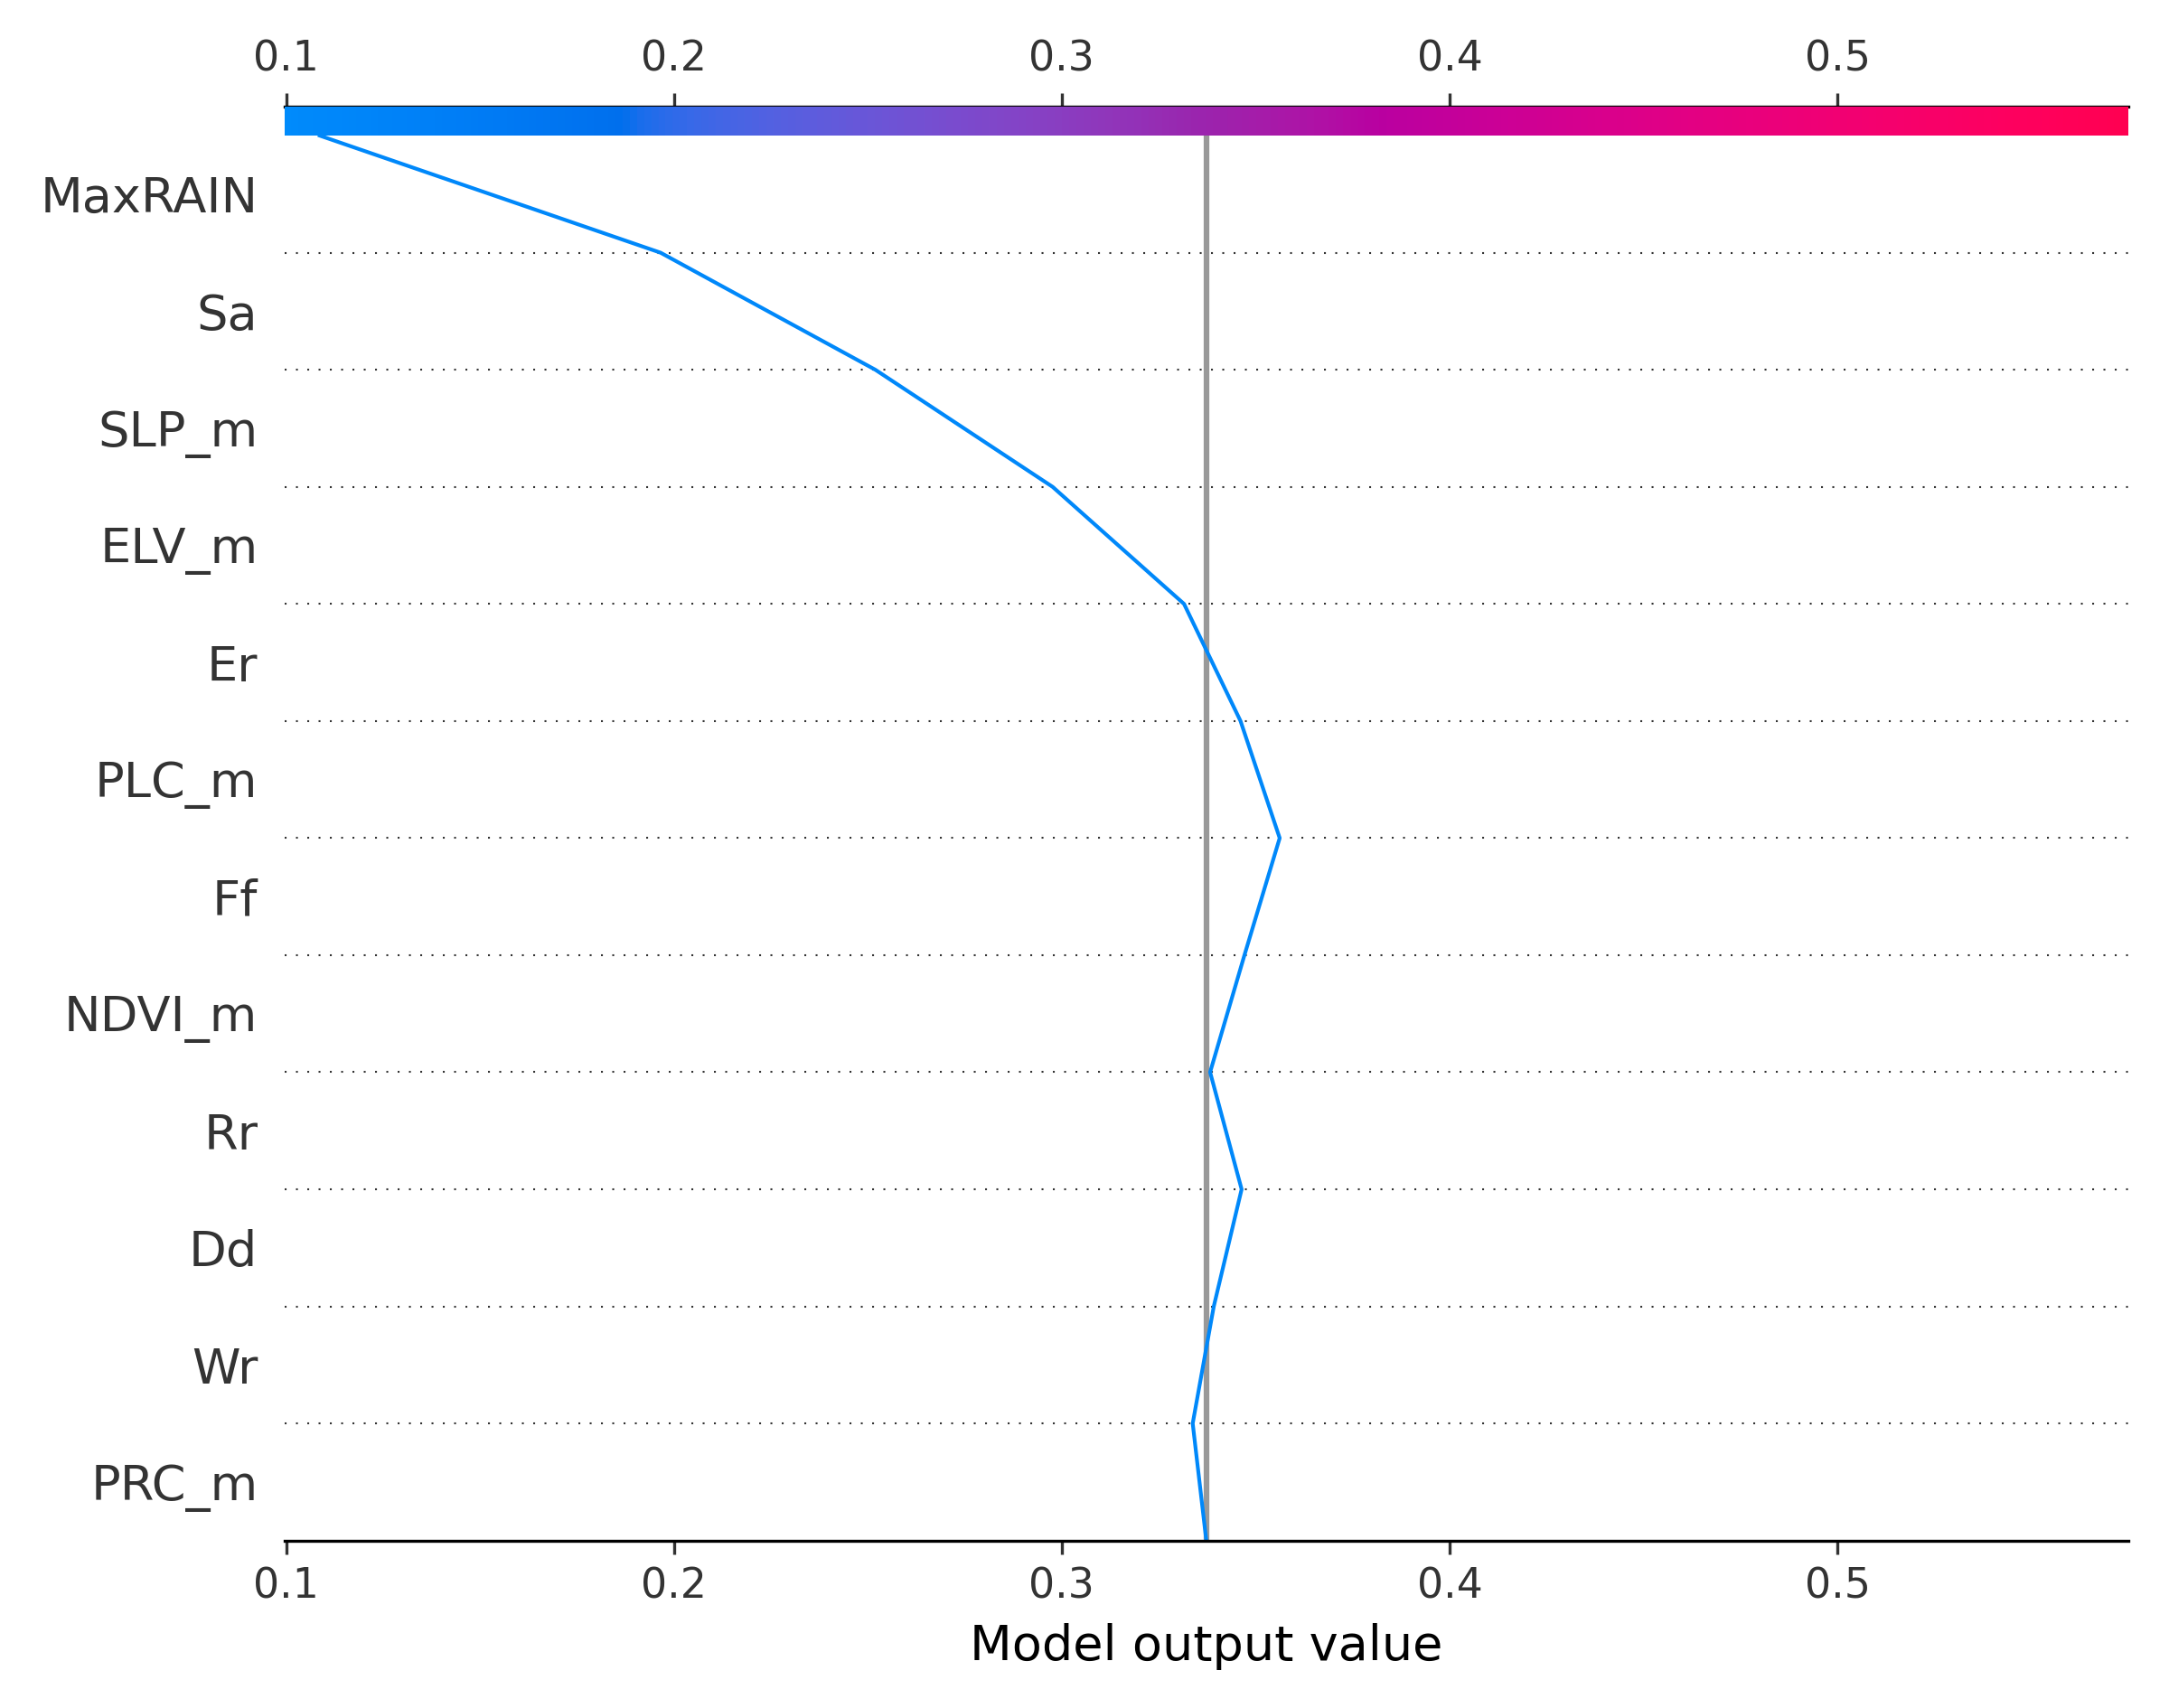 0.1 0.2 0.3 0.4 0.5
MaxRAIN
Sa
SLP_m
ELV_m
Er
PLC_m
Ff
NDVI_m
Rr
Dd
Wr
PRC_m
0.1 0.2 0.3 0.4 0.5
Model output value